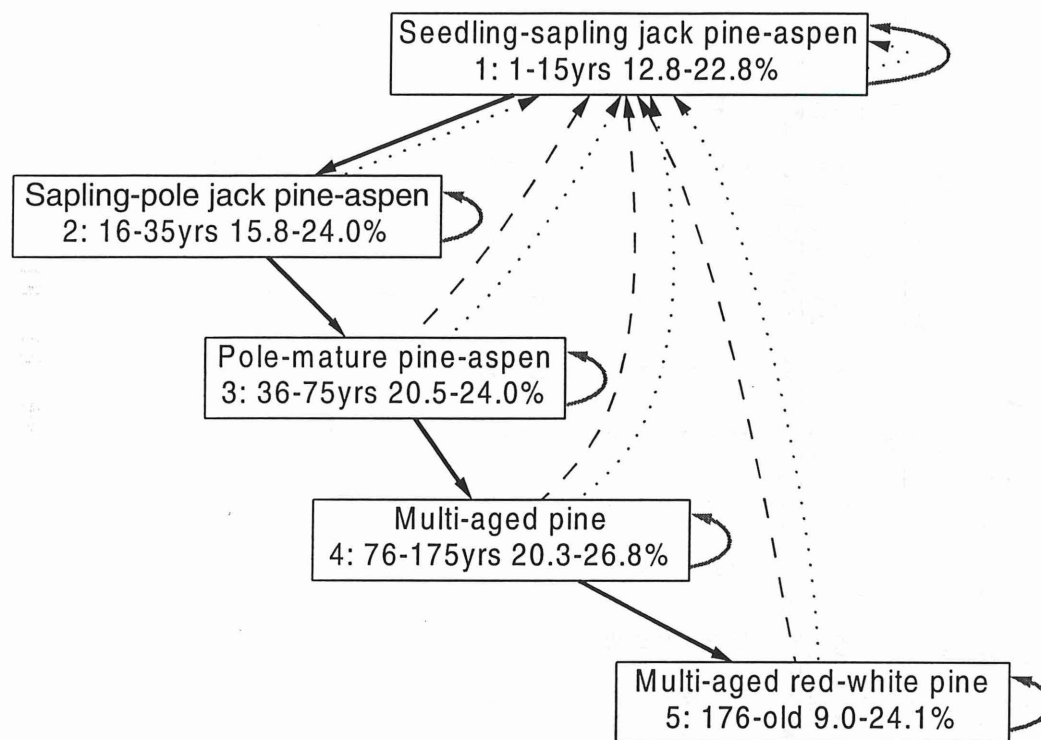 Seedling-sapling jack pine-aspen
1: 1-15yrs 12.8-22.8%
Sapling-pole jack pine-aspen
2: 16-35yrs 15.8-24.0%
Pole-mature pine-aspen
3: 36-75yrs 20.5-24.0%
Multi-aged pine
4: 76-175yrs 20.3-26.8%
Multi-aged red-white pine
5: 176-old 9.0-24.1%